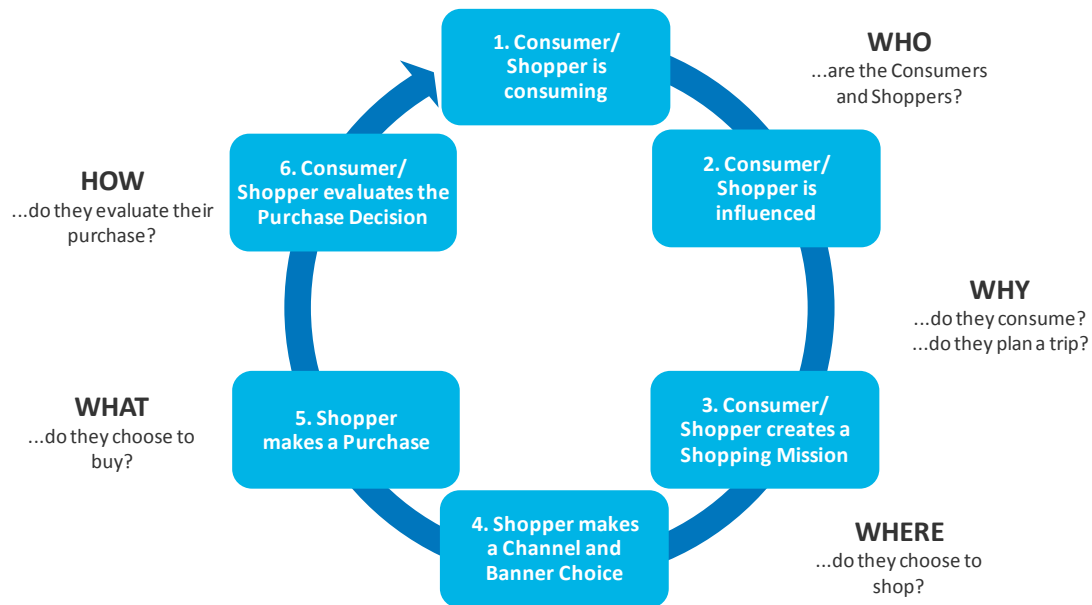 1. Consumer/
Shopper is
consuming
WHO
...are the Consumers
and Shoppers?
2. Consumer/
Shopper is
influenced
WHY
...do they consume?
...do they plan a trip?
3. Consumer/
Shopper creates a
Shopping Mission
WHERE
...do they choose to
shop?
4. Shopper makes
a Channel and
Banner Choice
5. Shopper
makes a Purchase
WHAT
...do they choose to
buy?
6. Consumer/
Shopper evaluates the
Purchase Decision
HOW
...do they evaluate their
purchase?